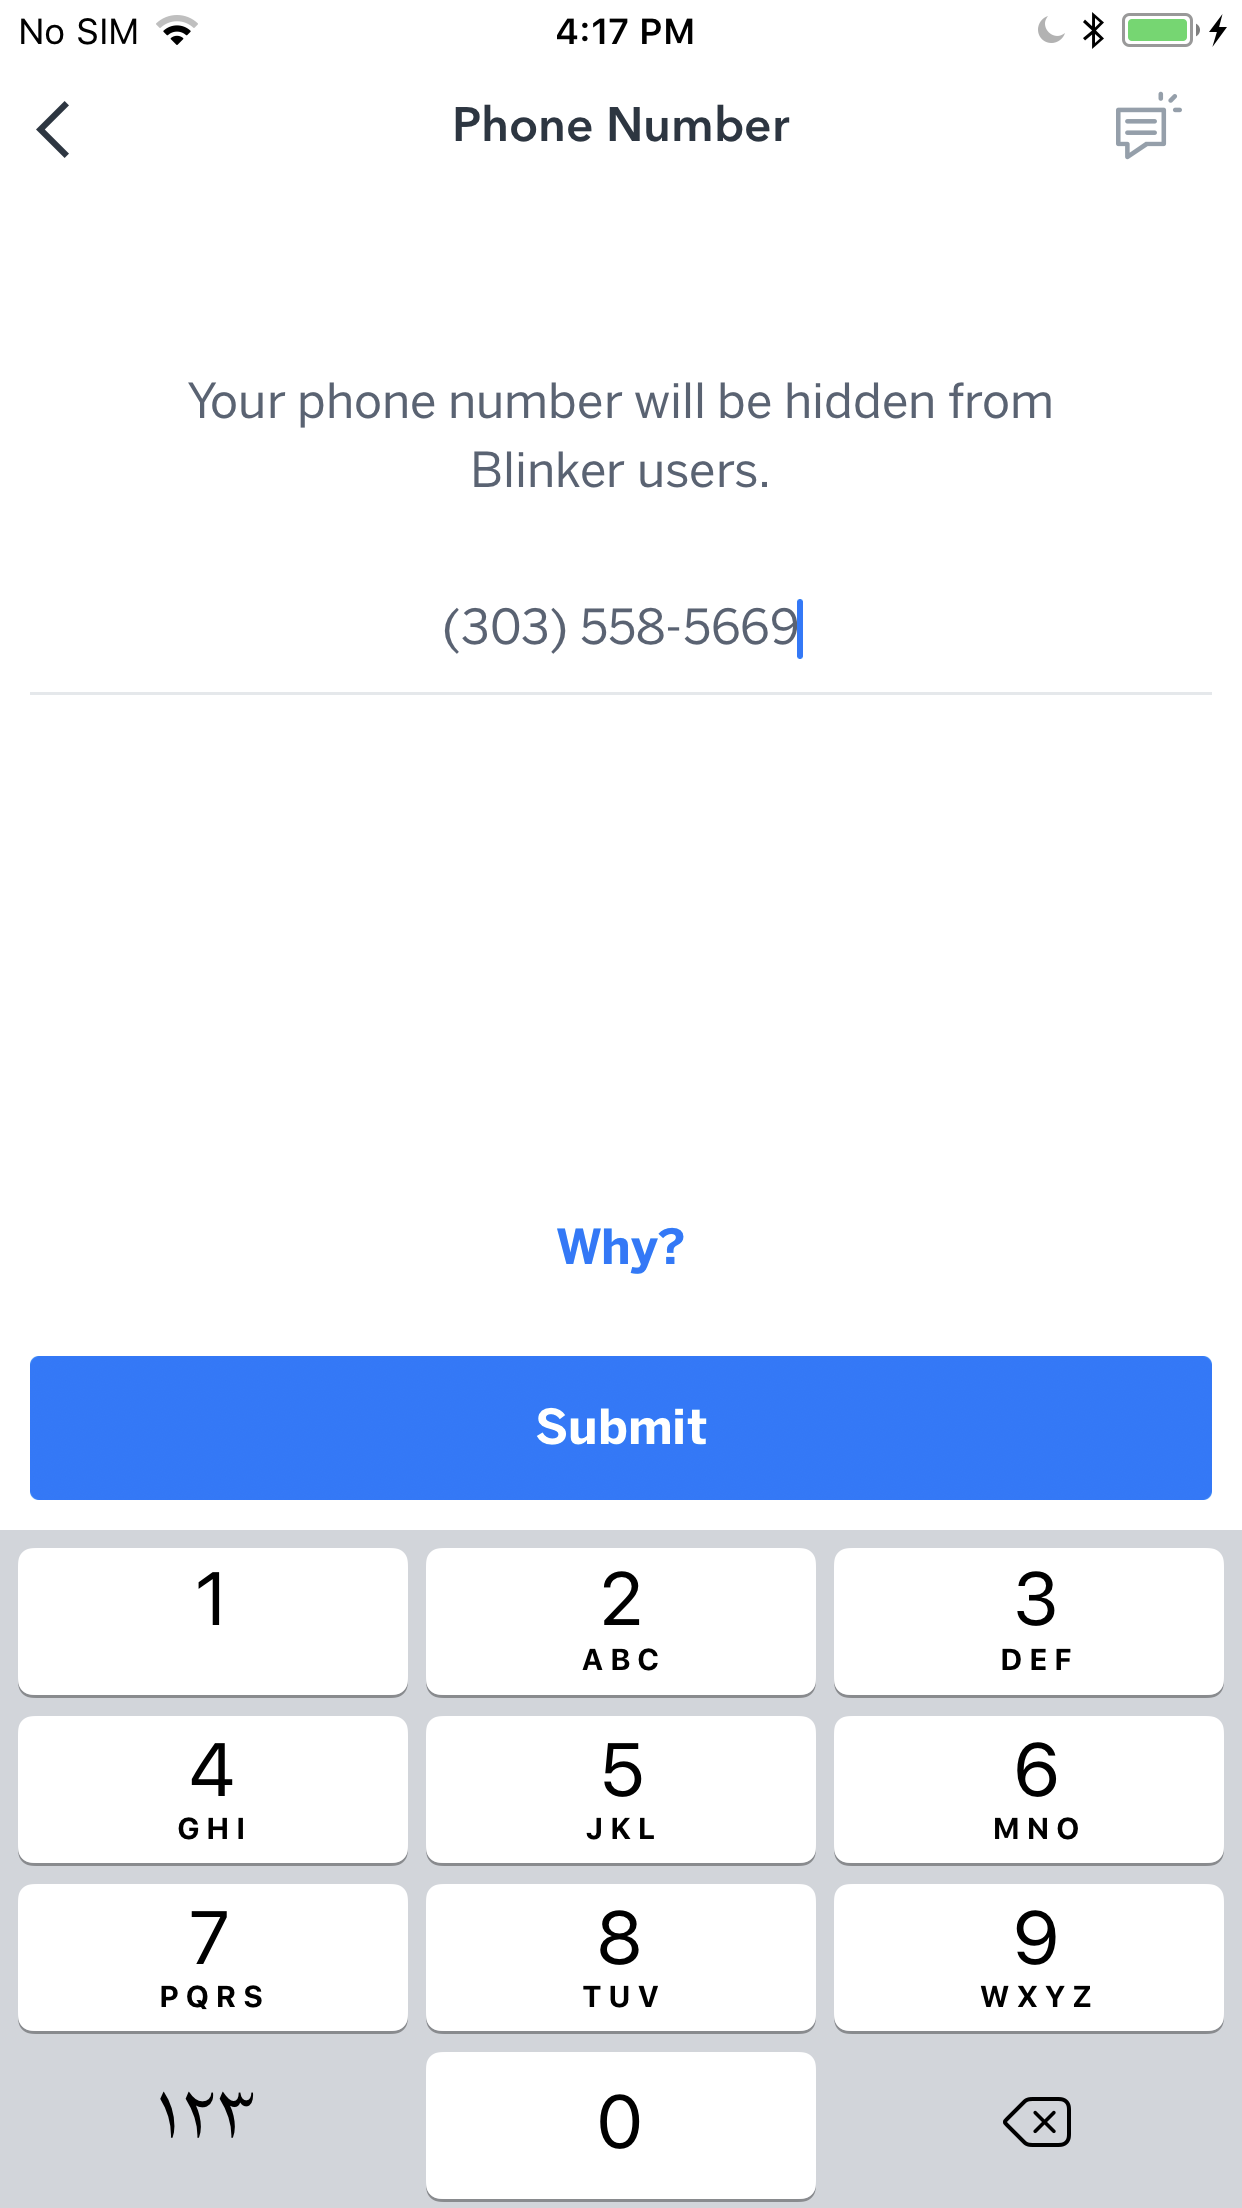 No SIM 4:17 PM
Phone Number
Your phone number will be hidden from
Blinker users.
(303) 558-5669
Why?
Submit
1 2 3
ABC DEF
4 5 6
GHI JKL MNO
7 8 9
PQRS TUV WXYZ
١٢٣ 0